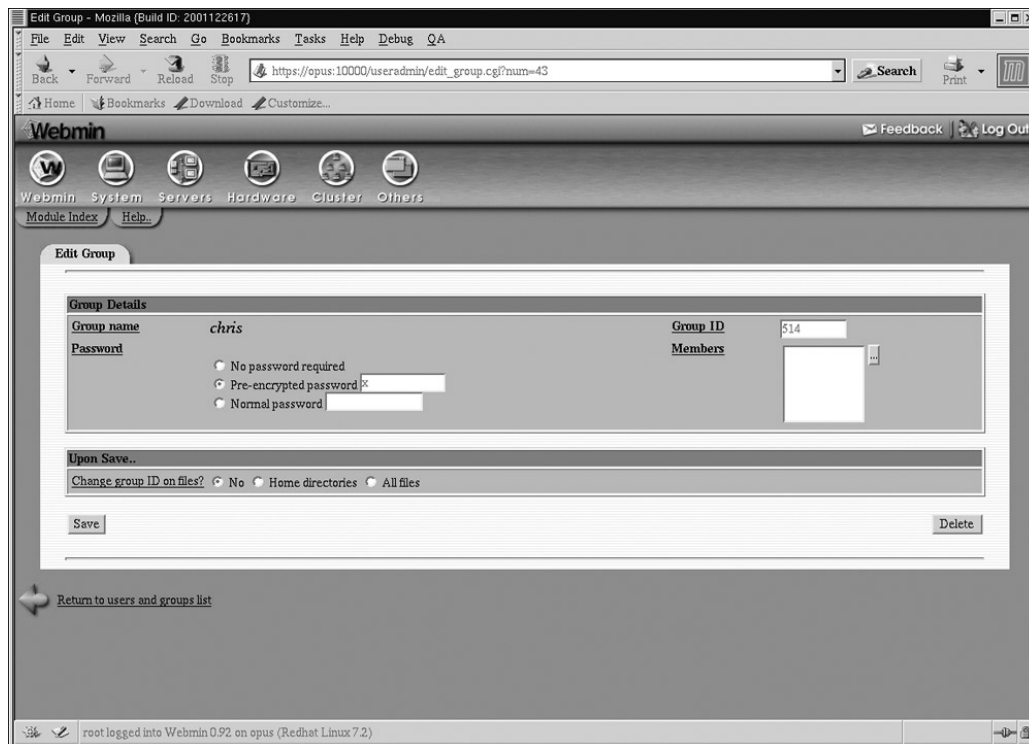 Edit Group - Mozilla {Build ID: 2001122617}
File Edit View Search Go Bookmarks Tasks Help Debug QA
Back Forward Reload Stop https://opus:10000/useradmin/edit_group.cgi?num=43 Search Print
Home Bookmarks Download Customize...
Webmin Feedback Log Out
Webmin System Servers Hardware Cluster Others
Module Index Help..
Edit Group
Group Details
Group name chris Group ID 514
Password Members
No password required
...
Pre-encrypted password x
Normal password
Upon Save..
Change group ID on files? No Home directories All files
Save Delete
Return to users and groups list
root logged into Webmin 0.92 on opus (Redhat Linux 7.2)